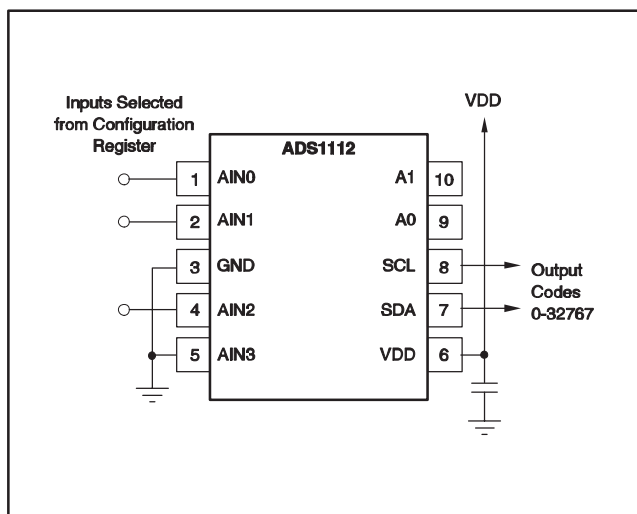 Inputs Selected
from Configuration
Register
VDD
ADS1112
1 AIN0
A1 10
2 AIN1
A0 9
3 GND
SCL 8
4 AIN2
SDA 7
5 AIN3
VDD 6
Output
Codes
0-32767